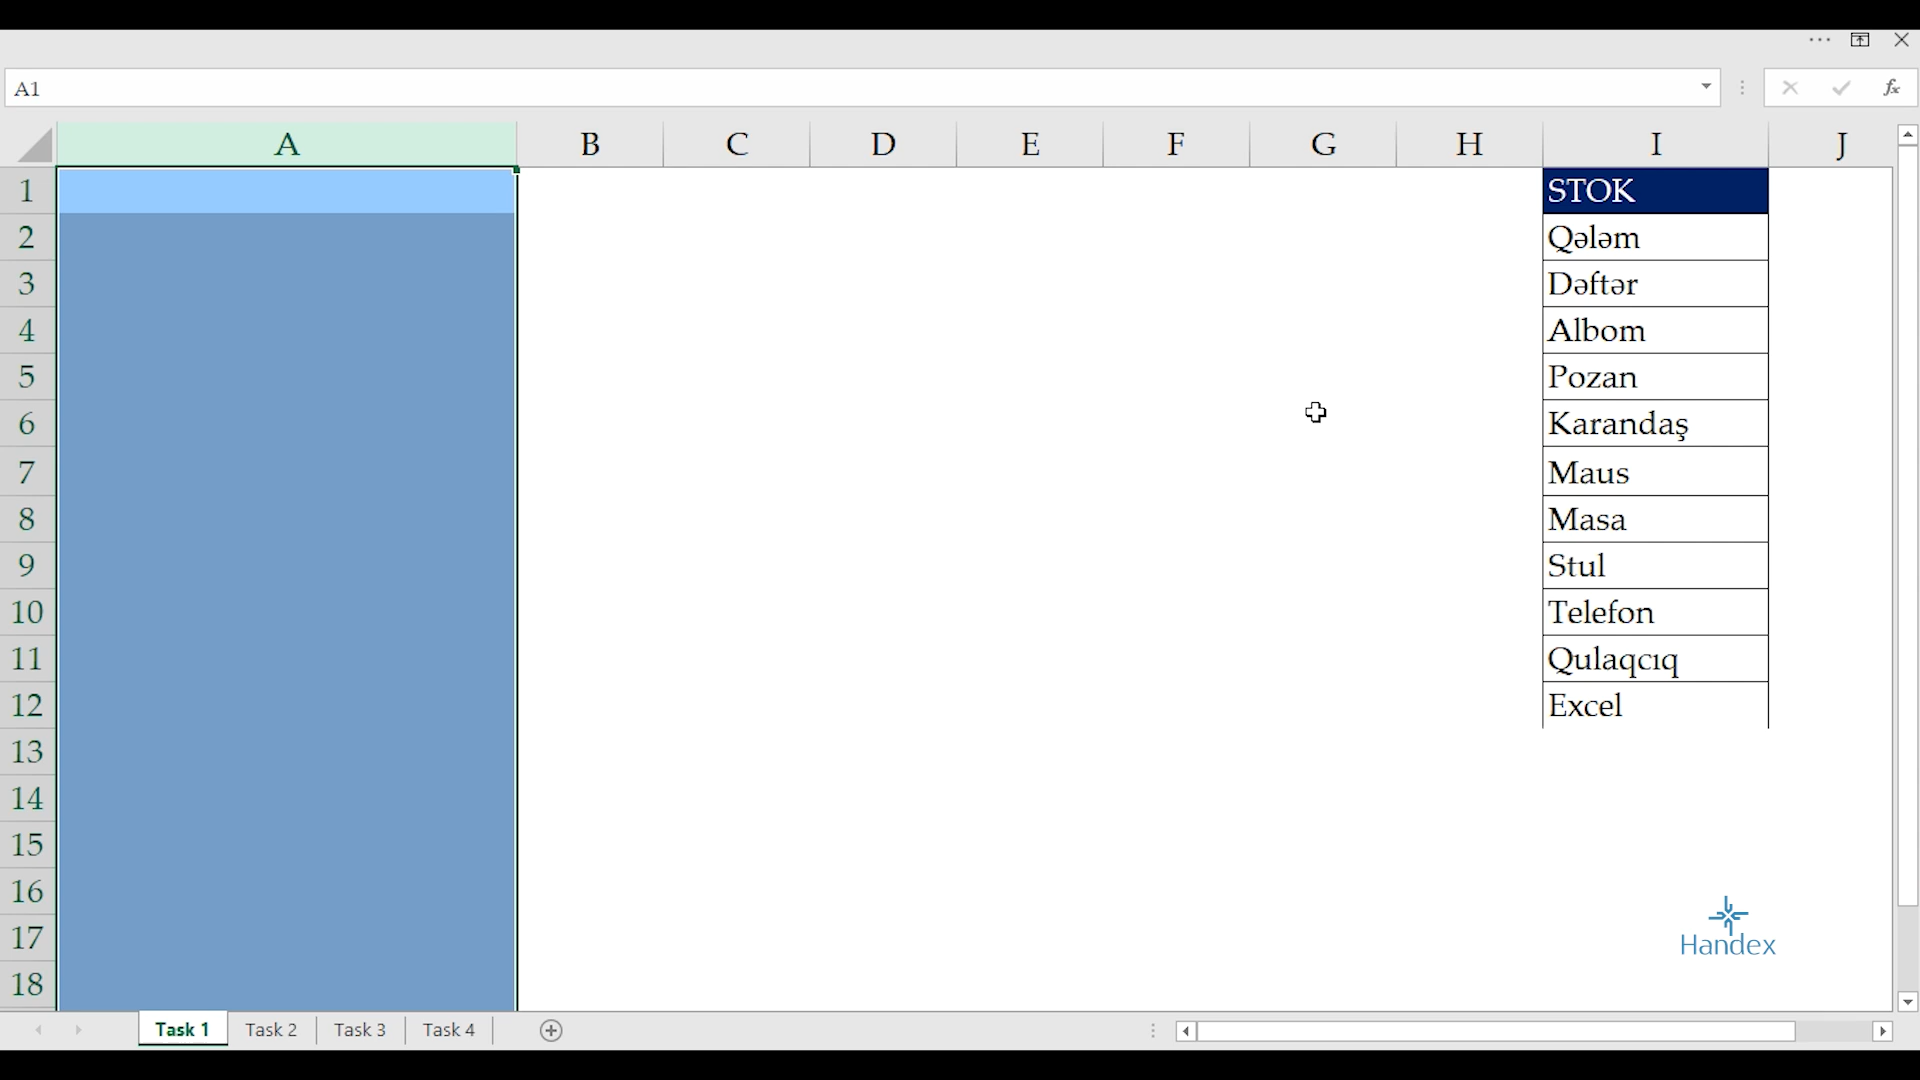 A1
fx
A B C D E F G H I J
1 STOK
2 Qələm
3 Dəftər
4 Albom
5 Pozan
6 Karandaş
7 Maus
8 Masa
9 Stul
10 Telefon
11 Qulaqcıq
12 Excel
13
14
15
16
17
18
Handex
Task 1 Task 2 Task 3 Task 4